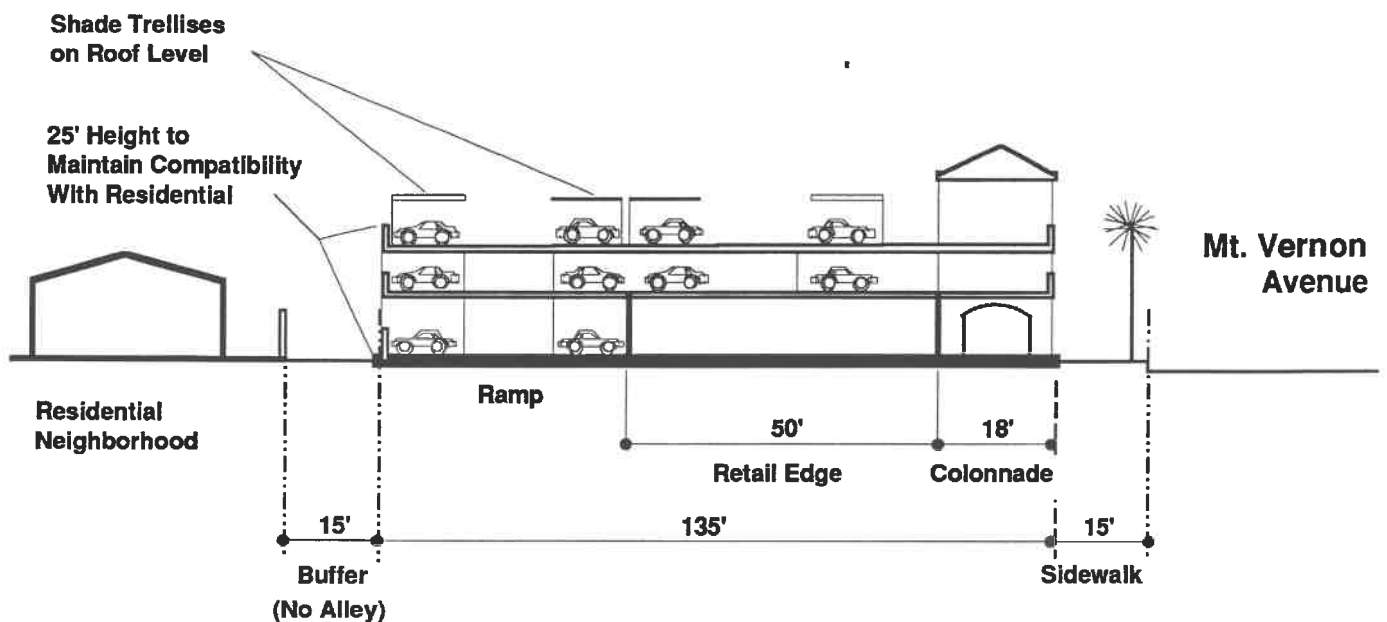 Shade Trellises
on Roof Level
25' Height to
Maintain Compatibility
With Residential
Mt. Vernon
Avenue
Residential
Neighborhood
Ramp
50'
18'
Retail Edge
Colonnade
15'
135'
15'
Buffer
(No Alley)
Sidewalk